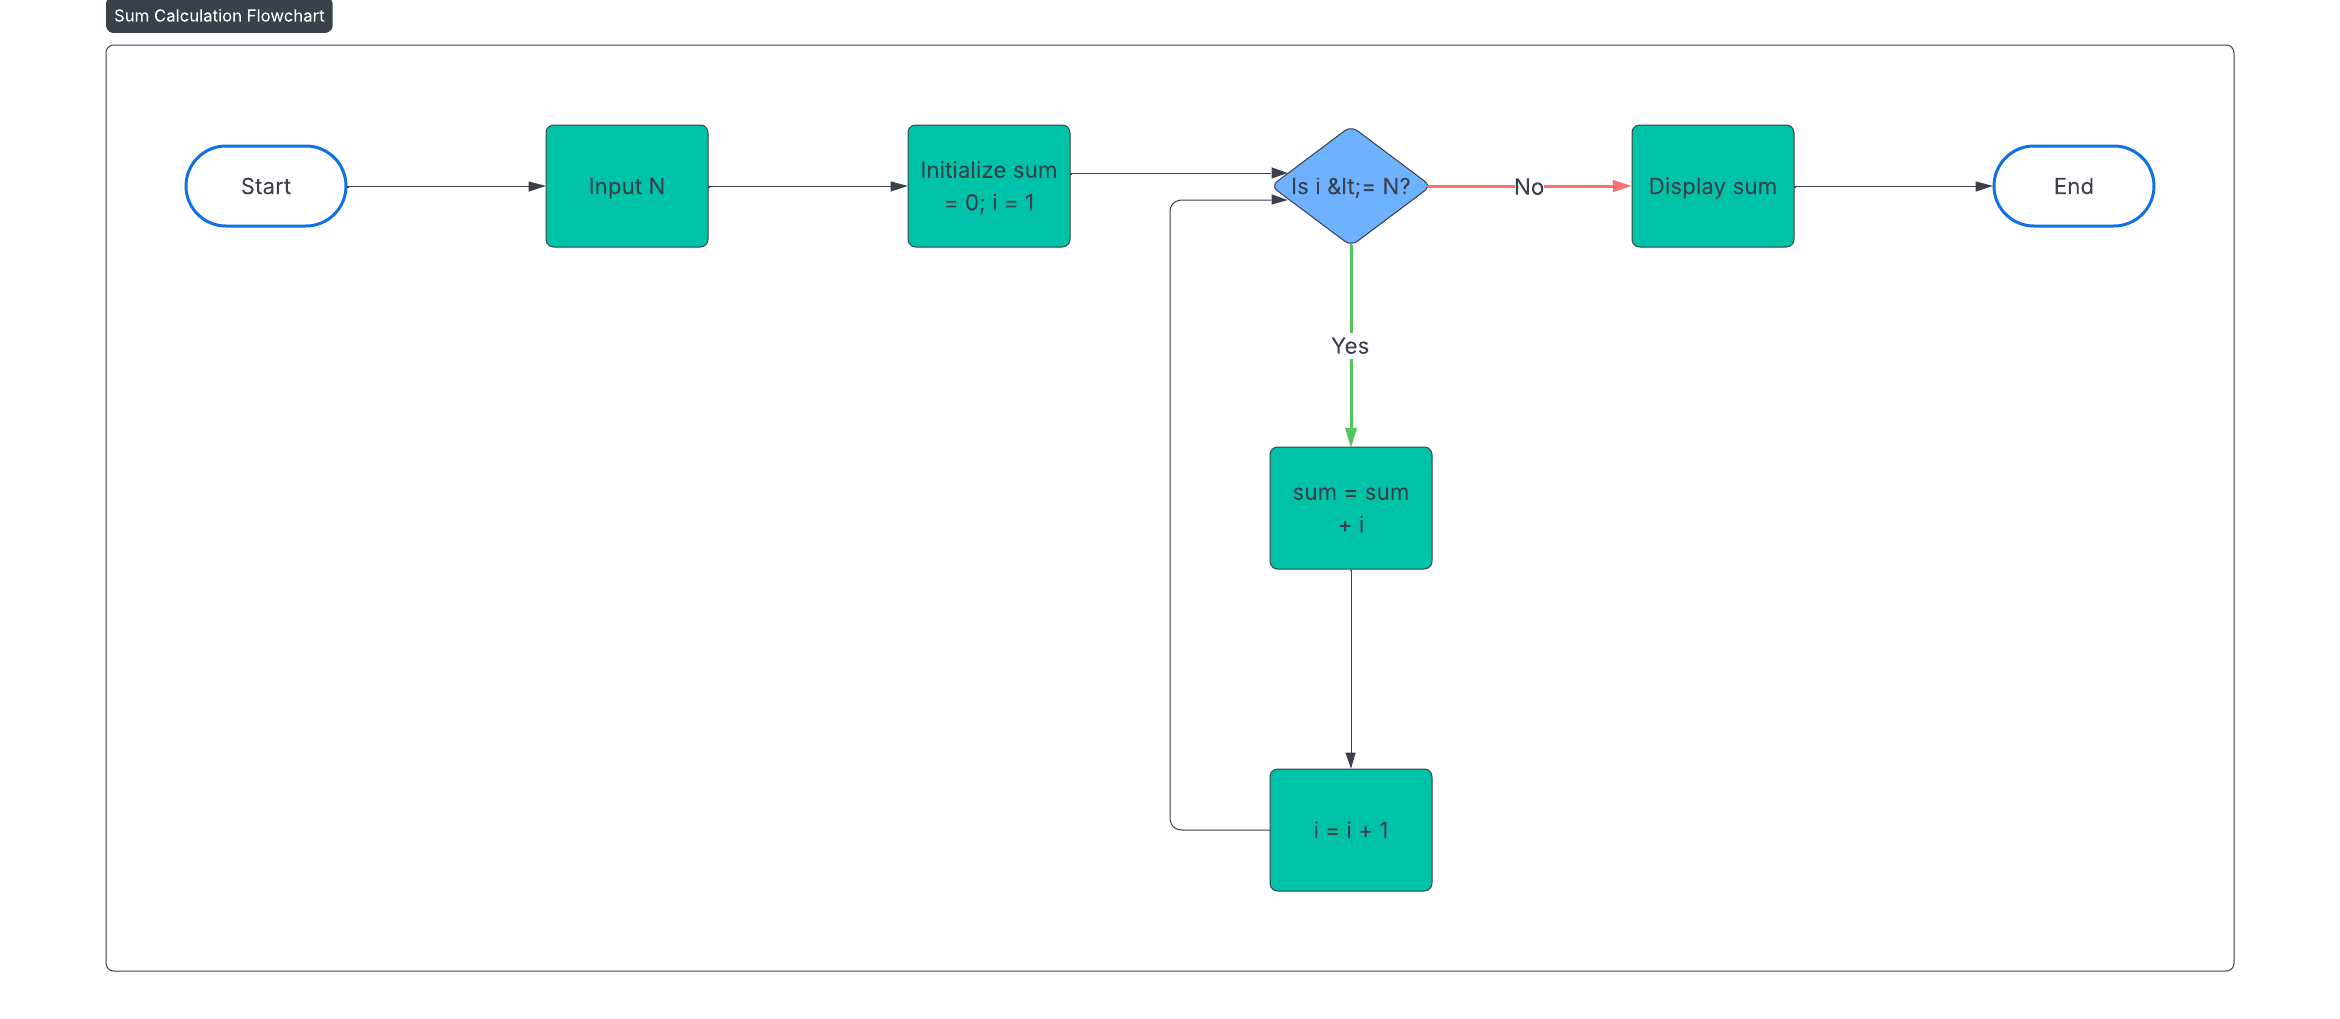 Sum Calculation Flowchart
Start
Input N
Initialize sum
= 0; i = 1
Is i &lt;= N?
No
Display sum
End
Yes
sum = sum
+ i
i = i + 1